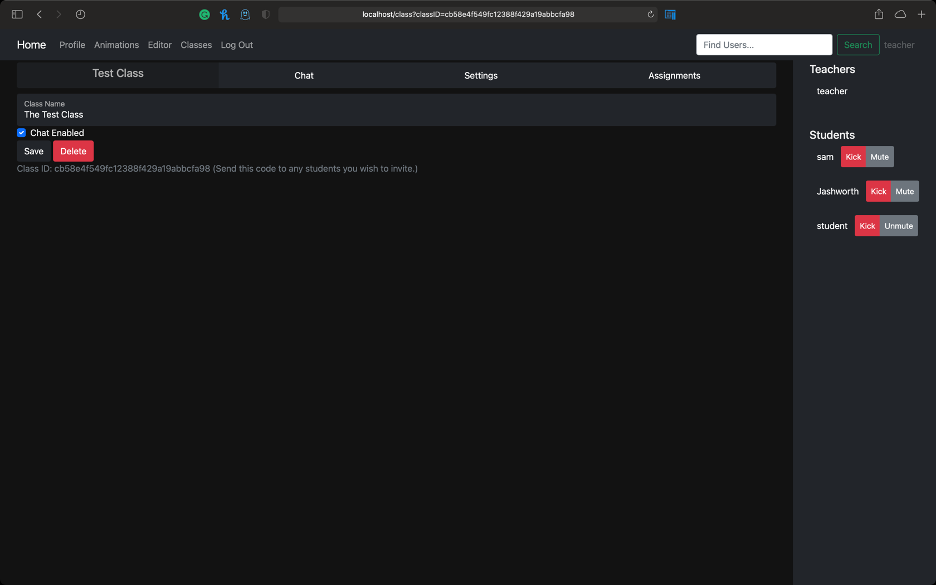 localhost/class?classID=cb58e4f549fc12388f429a19abbcfa98
Home Profile Animations Editor Classes Log Out Find Users... Search teacher
Test Class Chat Settings Assignments
Class Name
The Test Class
Chat Enabled
Save Delete
Class ID: cb58e4f549fc12388f429a19abbcfa98 (Send this code to any students you wish to invite.)
Teachers
teacher
Students
sam Kick Mute
Jashworth Kick Mute
student Kick Unmute